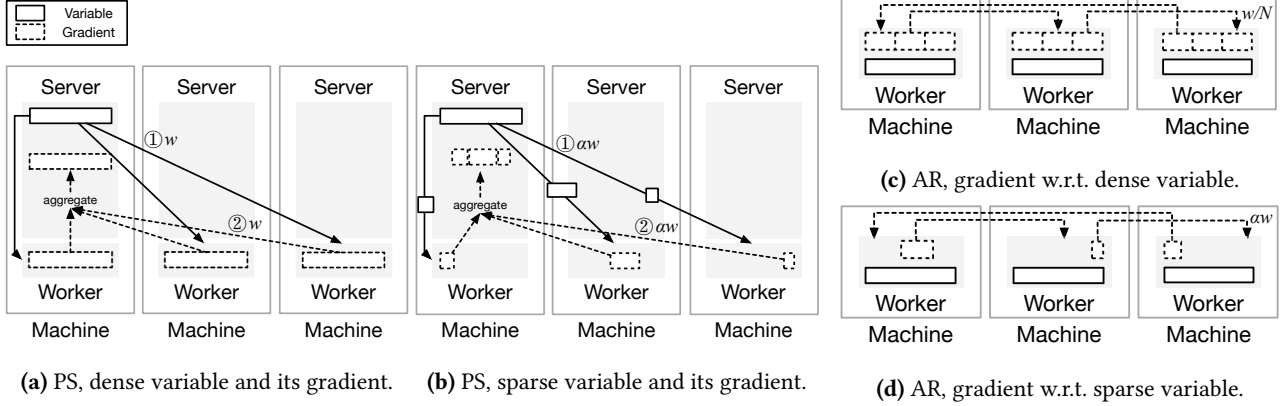 Variable
Gradient
Server Server Server
①w
aggregate
②w
Worker Worker Worker
Machine Machine Machine
(a) PS, dense variable and its gradient.
Server Server Server
①αw
aggregate
②αw
Worker Worker Worker
Machine Machine Machine
(b) PS, sparse variable and its gradient.
w/N
Worker Worker Worker
Machine Machine Machine
(c) AR, gradient w.r.t. dense variable.
αw
Worker Worker Worker
Machine Machine Machine
(d) AR, gradient w.r.t. sparse variable.